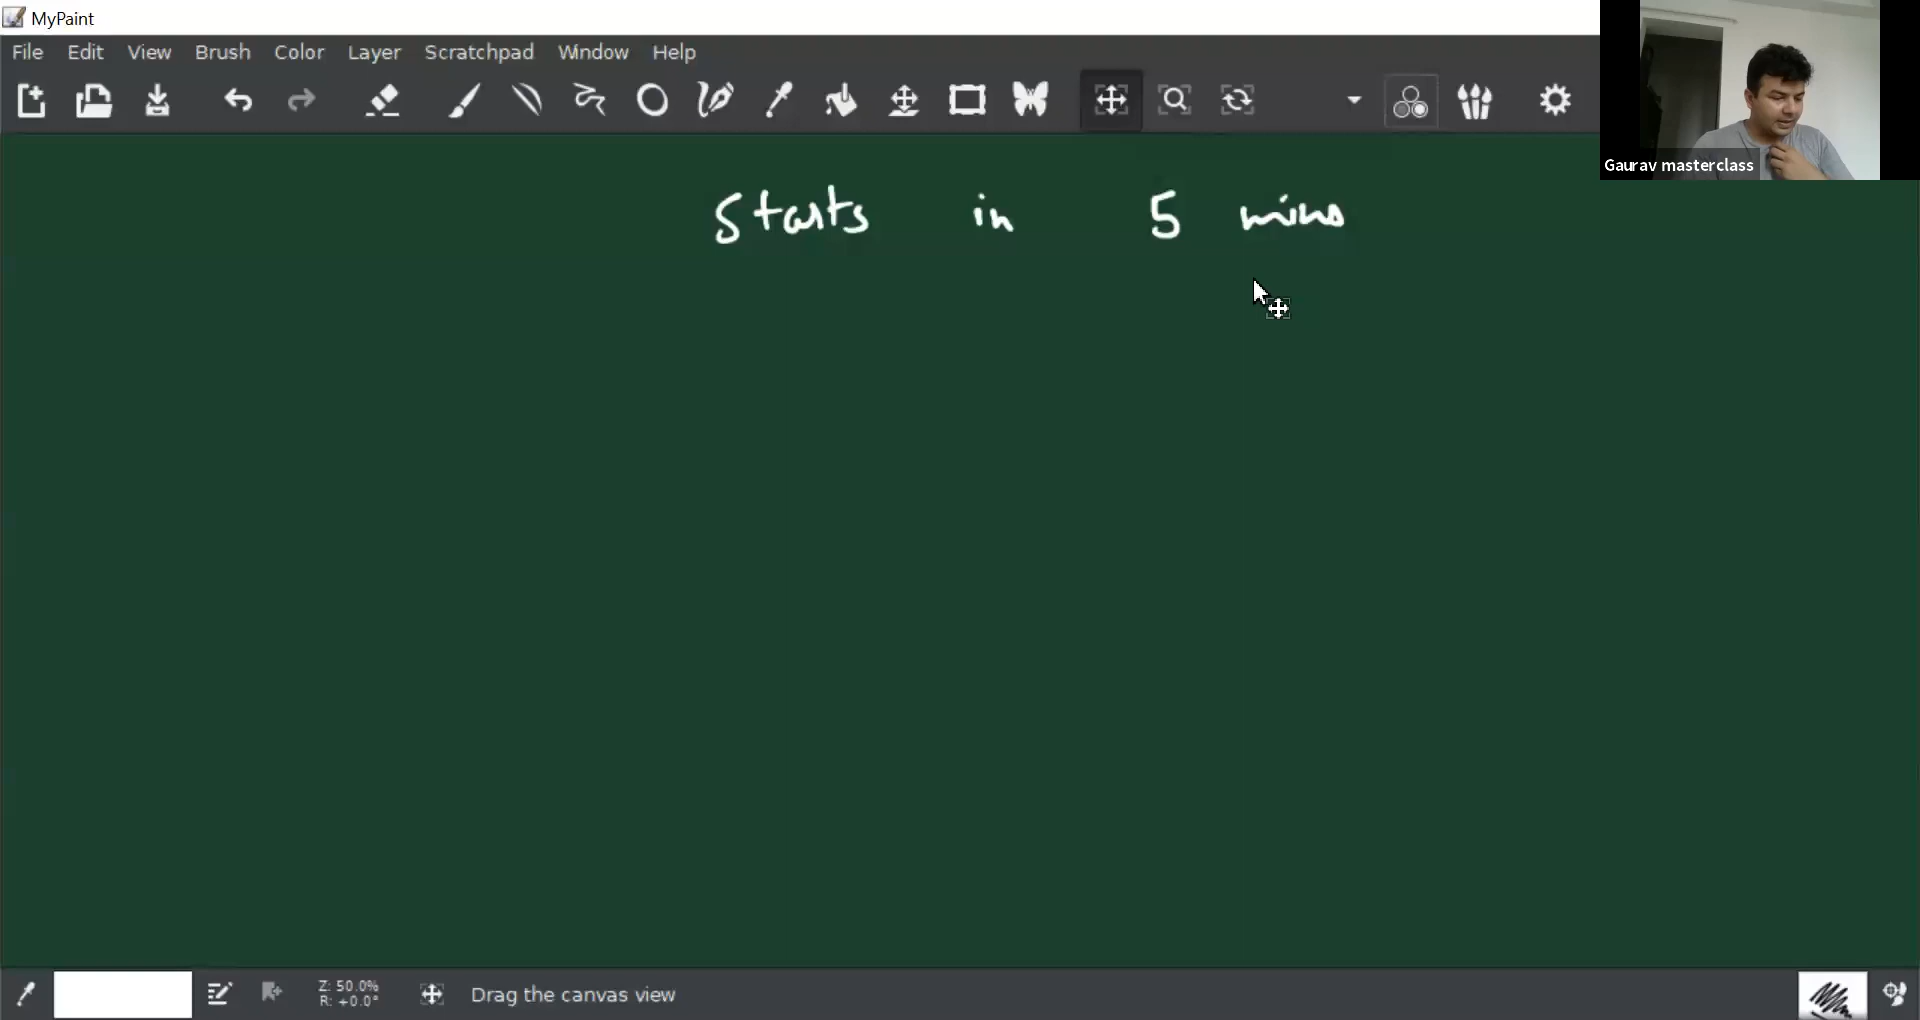 MyPaint
File Edit View Brush Color Layer Scratchpad Window Help
Gaurav masterclass
Starts in 5 mins
Z: 50.0%
R: +0.0°
Drag the canvas view